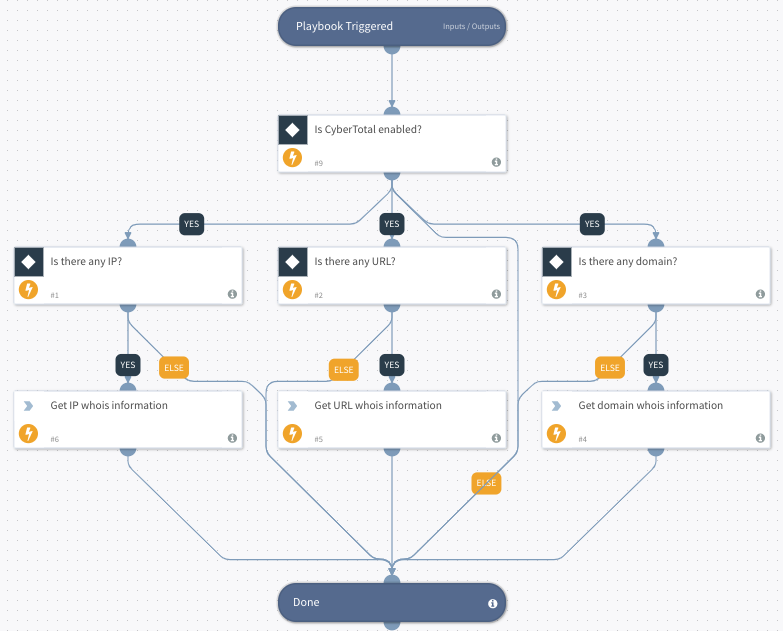 Playbook Triggered Inputs / Outputs
Is CyberTotal enabled?
#9
YES YES YES
Is there any IP? Is there any URL? Is there any domain?
#1 #2 #3
YES ELSE ELSE YES ELSE YES
Get IP whois information Get URL whois information Get domain whois information
#6 #5 #4
ELSE
Done